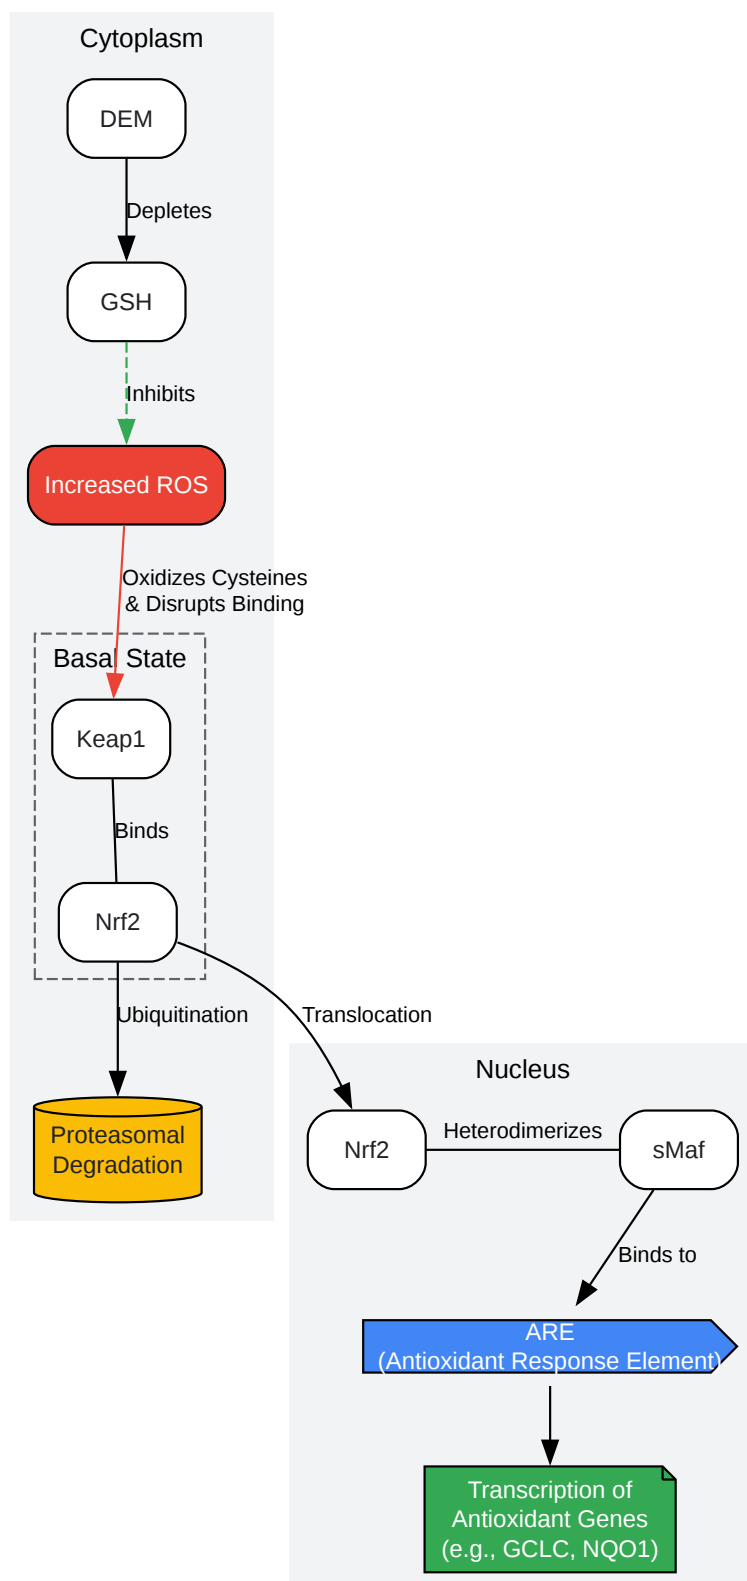 Cytoplasm
DEM
Depletes
GSH
Inhibits
Increased ROS
Oxidizes Cysteines
& Disrupts Binding
Basal State
Keap1
Binds
Nrf2
Ubiquitination
Translocation
Proteasomal
Degradation
Nucleus
Nrf2
Heterodimerizes
sMaf
Binds to
ARE
(Antioxidant Response Element)
Transcription of
Antioxidant Genes
(e.g., GCLC, NQO1)